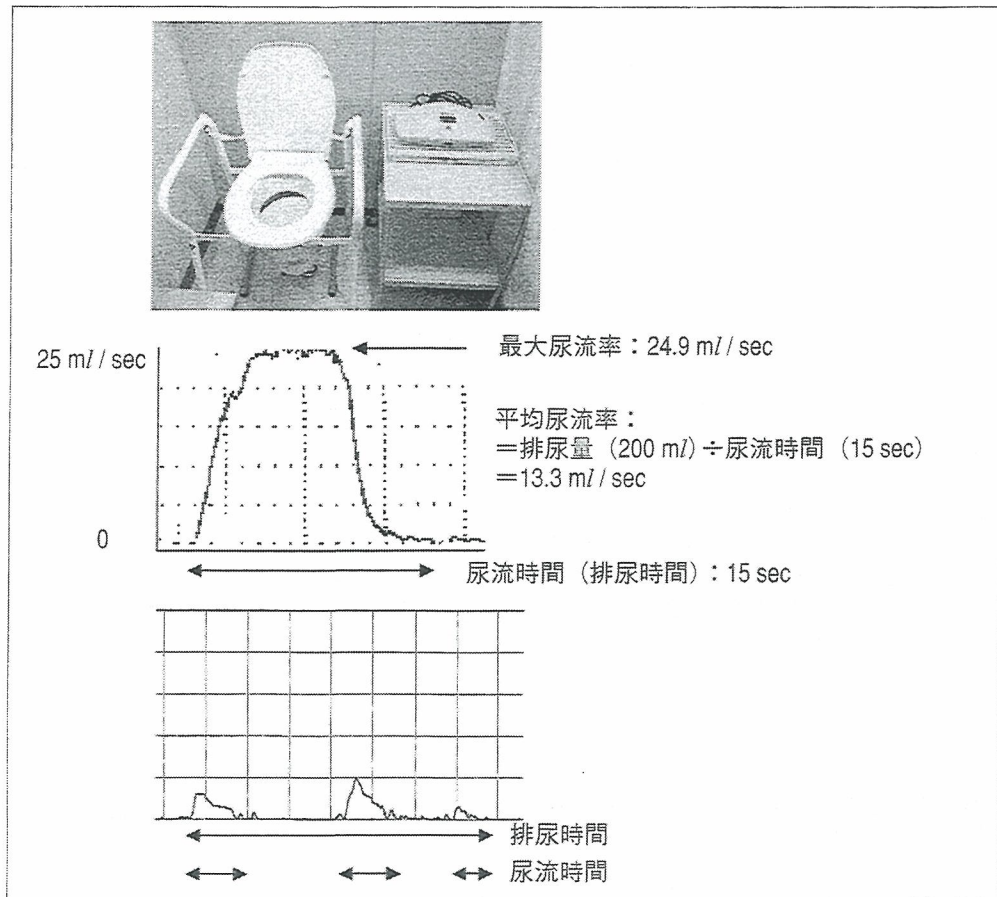 25 ml / sec
最大尿流率：24.9 ml / sec
平均尿流率：
＝排尿量（200 ml）÷尿流時間（15 sec）
＝13.3 ml / sec
0
尿流時間（排尿時間）：15 sec
排尿時間
尿流時間